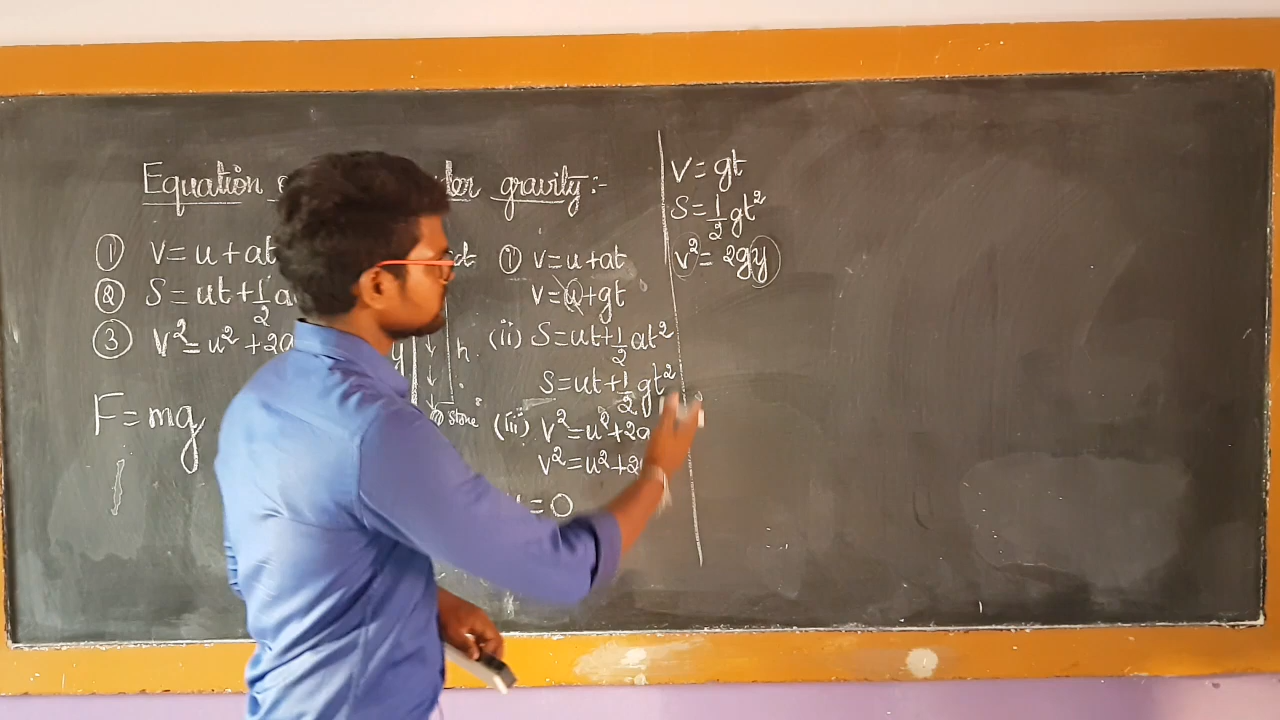 Equation gravity:-
① V = u + at
② S = ut + 1/2 a
③ V² = u² + 2a
F = mg
y
h.
stone
(i) V = u + at
V = u + gt
(ii) S = ut + 1/2 at²
S = ut + 1/2 gt²
(iii) V² = u² + 2a
V² = u² + 2
= 0
V = gt
S = 1/2 gt²
V² = 2gy